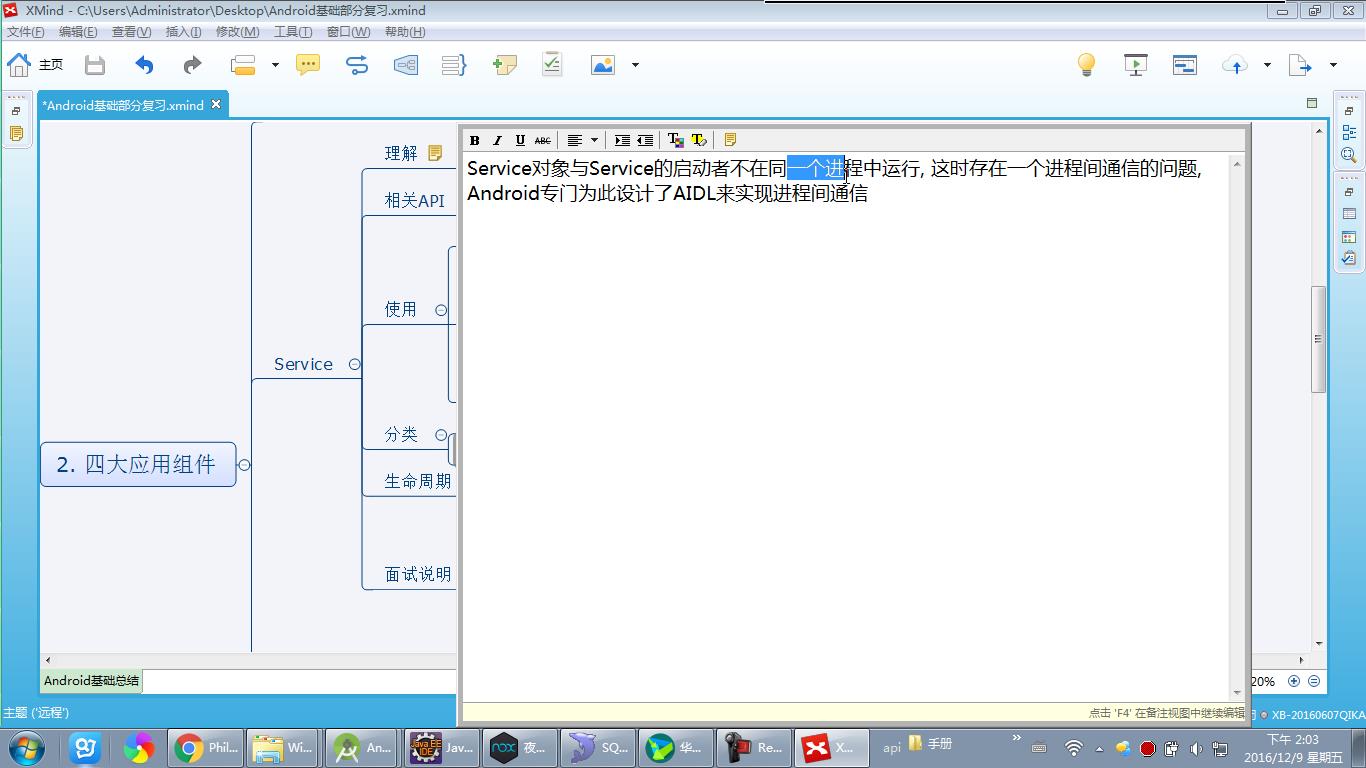 XMind - C:\Users\Administrator\Desktop\Android基础部分复习.xmind
文件(F) 编辑(E) 查看(V) 插入(I) 修改(M) 工具(T) 窗口(W) 帮助(H)
主页
*Android基础部分复习.xmind
B I U ABC
理解
Service对象与Service的启动者不在同一个进程中运行, 这时存在一个进程间通信的问题,
Android专门为此设计了AIDL来实现进程间通信
相关API
使用
Service
分类
2. 四大应用组件
生命周期
面试说明
Android基础总结
20%
主题 ('远程')
点击 'F4' 在备注视图中继续编辑
XB-20160607QIKA
Phil... Wi... An... Jav... 夜... SQ... 华... Re... X...
api 手册
下午 2:03
2016/12/9 星期五